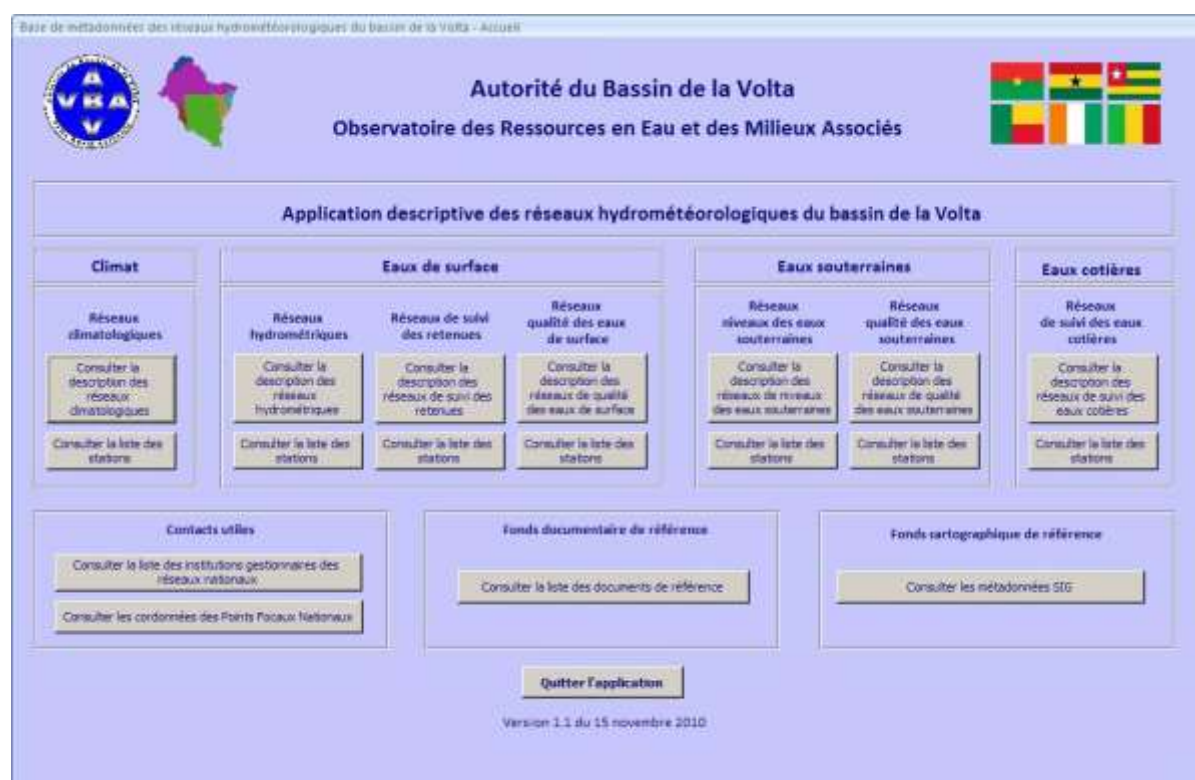 Base de métadonnées des réseaux hydrométéorologiques du bassin de la Volta - Accueil
A
VBA
V
Autorité du Bassin de la Volta
Observatoire des Ressources en Eau et des Milieux Associés
Application descriptive des réseaux hydrométéorologiques du bassin de la Volta
Climat
Réseaux
climatologiques
Consulter la
description des
réseaux
climatologiques
Consulter la liste des
stations
Eaux de surface
Réseaux
hydrométriques
Consulter la
description des
réseaux
hydrométriques
Consulter la liste des
stations
Réseaux de suivi
des retenues
Consulter la
description des
réseaux de suivi des
retenues
Consulter la liste des
stations
Réseaux
qualité des eaux
de surface
Consulter la
description des
réseaux de qualité
des eaux de surface
Consulter la liste des
stations
Eaux souterraines
Réseaux
niveaux des eaux
souterraines
Consulter la
description des
réseaux de niveaux
des eaux souterraines
Consulter la liste des
stations
Réseaux
qualité des eaux
souterraines
Consulter la
description des
réseaux de qualité
des eaux souterraines
Consulter la liste des
stations
Eaux cotières
Réseaux
de suivi des eaux
cotières
Consulter la
description des
réseaux de suivi des
eaux cotières
Consulter la liste des
stations
Contacts utiles
Consulter la liste des institutions gestionnaires des
réseaux nationaux
Consulter les cordonnées des Points Focaux Nationaux
Fonds documentaire de référence
Consulter la liste des documents de référence
Fonds cartographique de référence
Consulter les métadonnées SIG
Quitter l'application
Version 1.1 du 15 novembre 2010